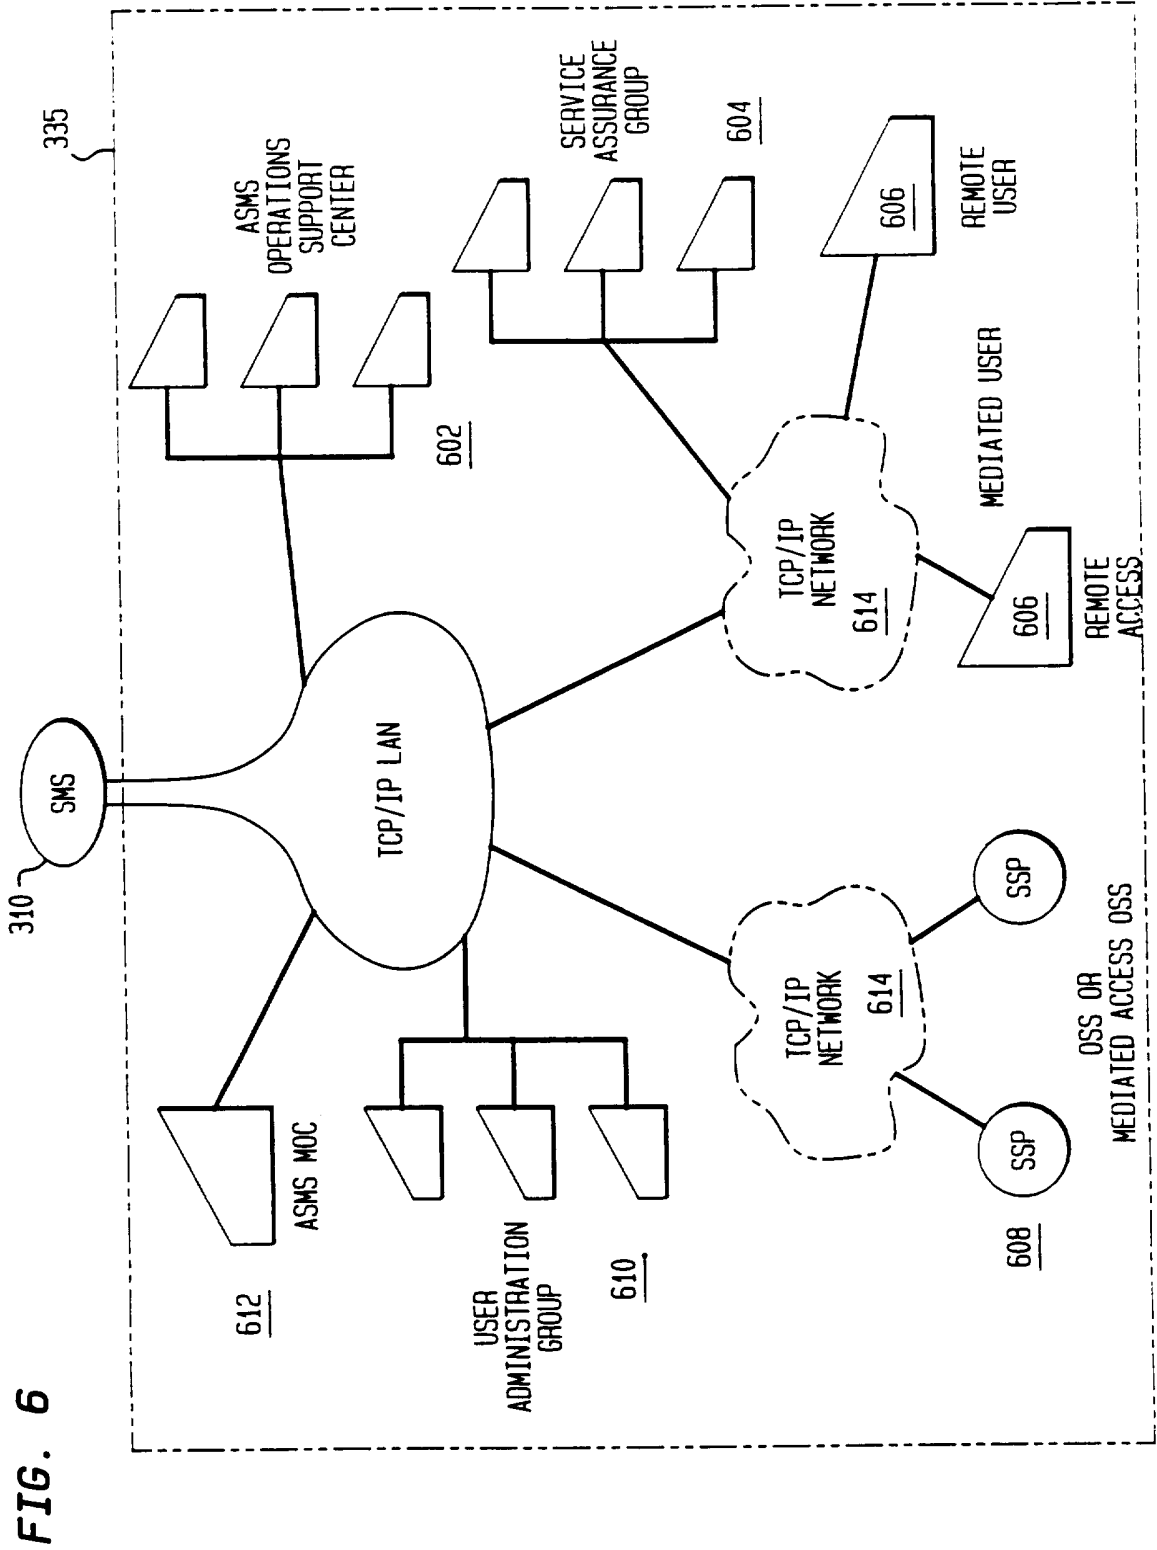 FIG. 6
310
SMS
335
612
ASMS MOC
TCP/IP LAN
ASMS
OPERATIONS
SUPPORT
CENTER
602
USER
ADMINISTRATION
GROUP
610
SERVICE
ASSURANCE
GROUP
604
TCP/IP
NETWORK
614
TCP/IP
NETWORK
614
606
REMOTE
USER
MEDIATED USER
606
REMOTE
ACCESS
SSP
SSP
608
OSS OR
MEDIATED ACCESS OSS